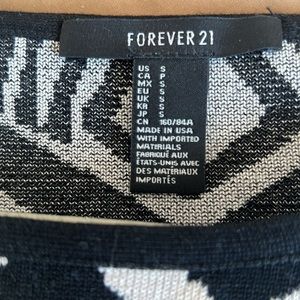 FOREVER 21
US S
CA P
MX S
EU S
UK S
KR S
JP S
CN 160/84A
MADE IN USA
WITH IMPORTED
MATERIALS
FABRIQUÉ AUX
ÉTATS-UNIS AVEC
DES MATÉRIAUX
IMPORTÉS